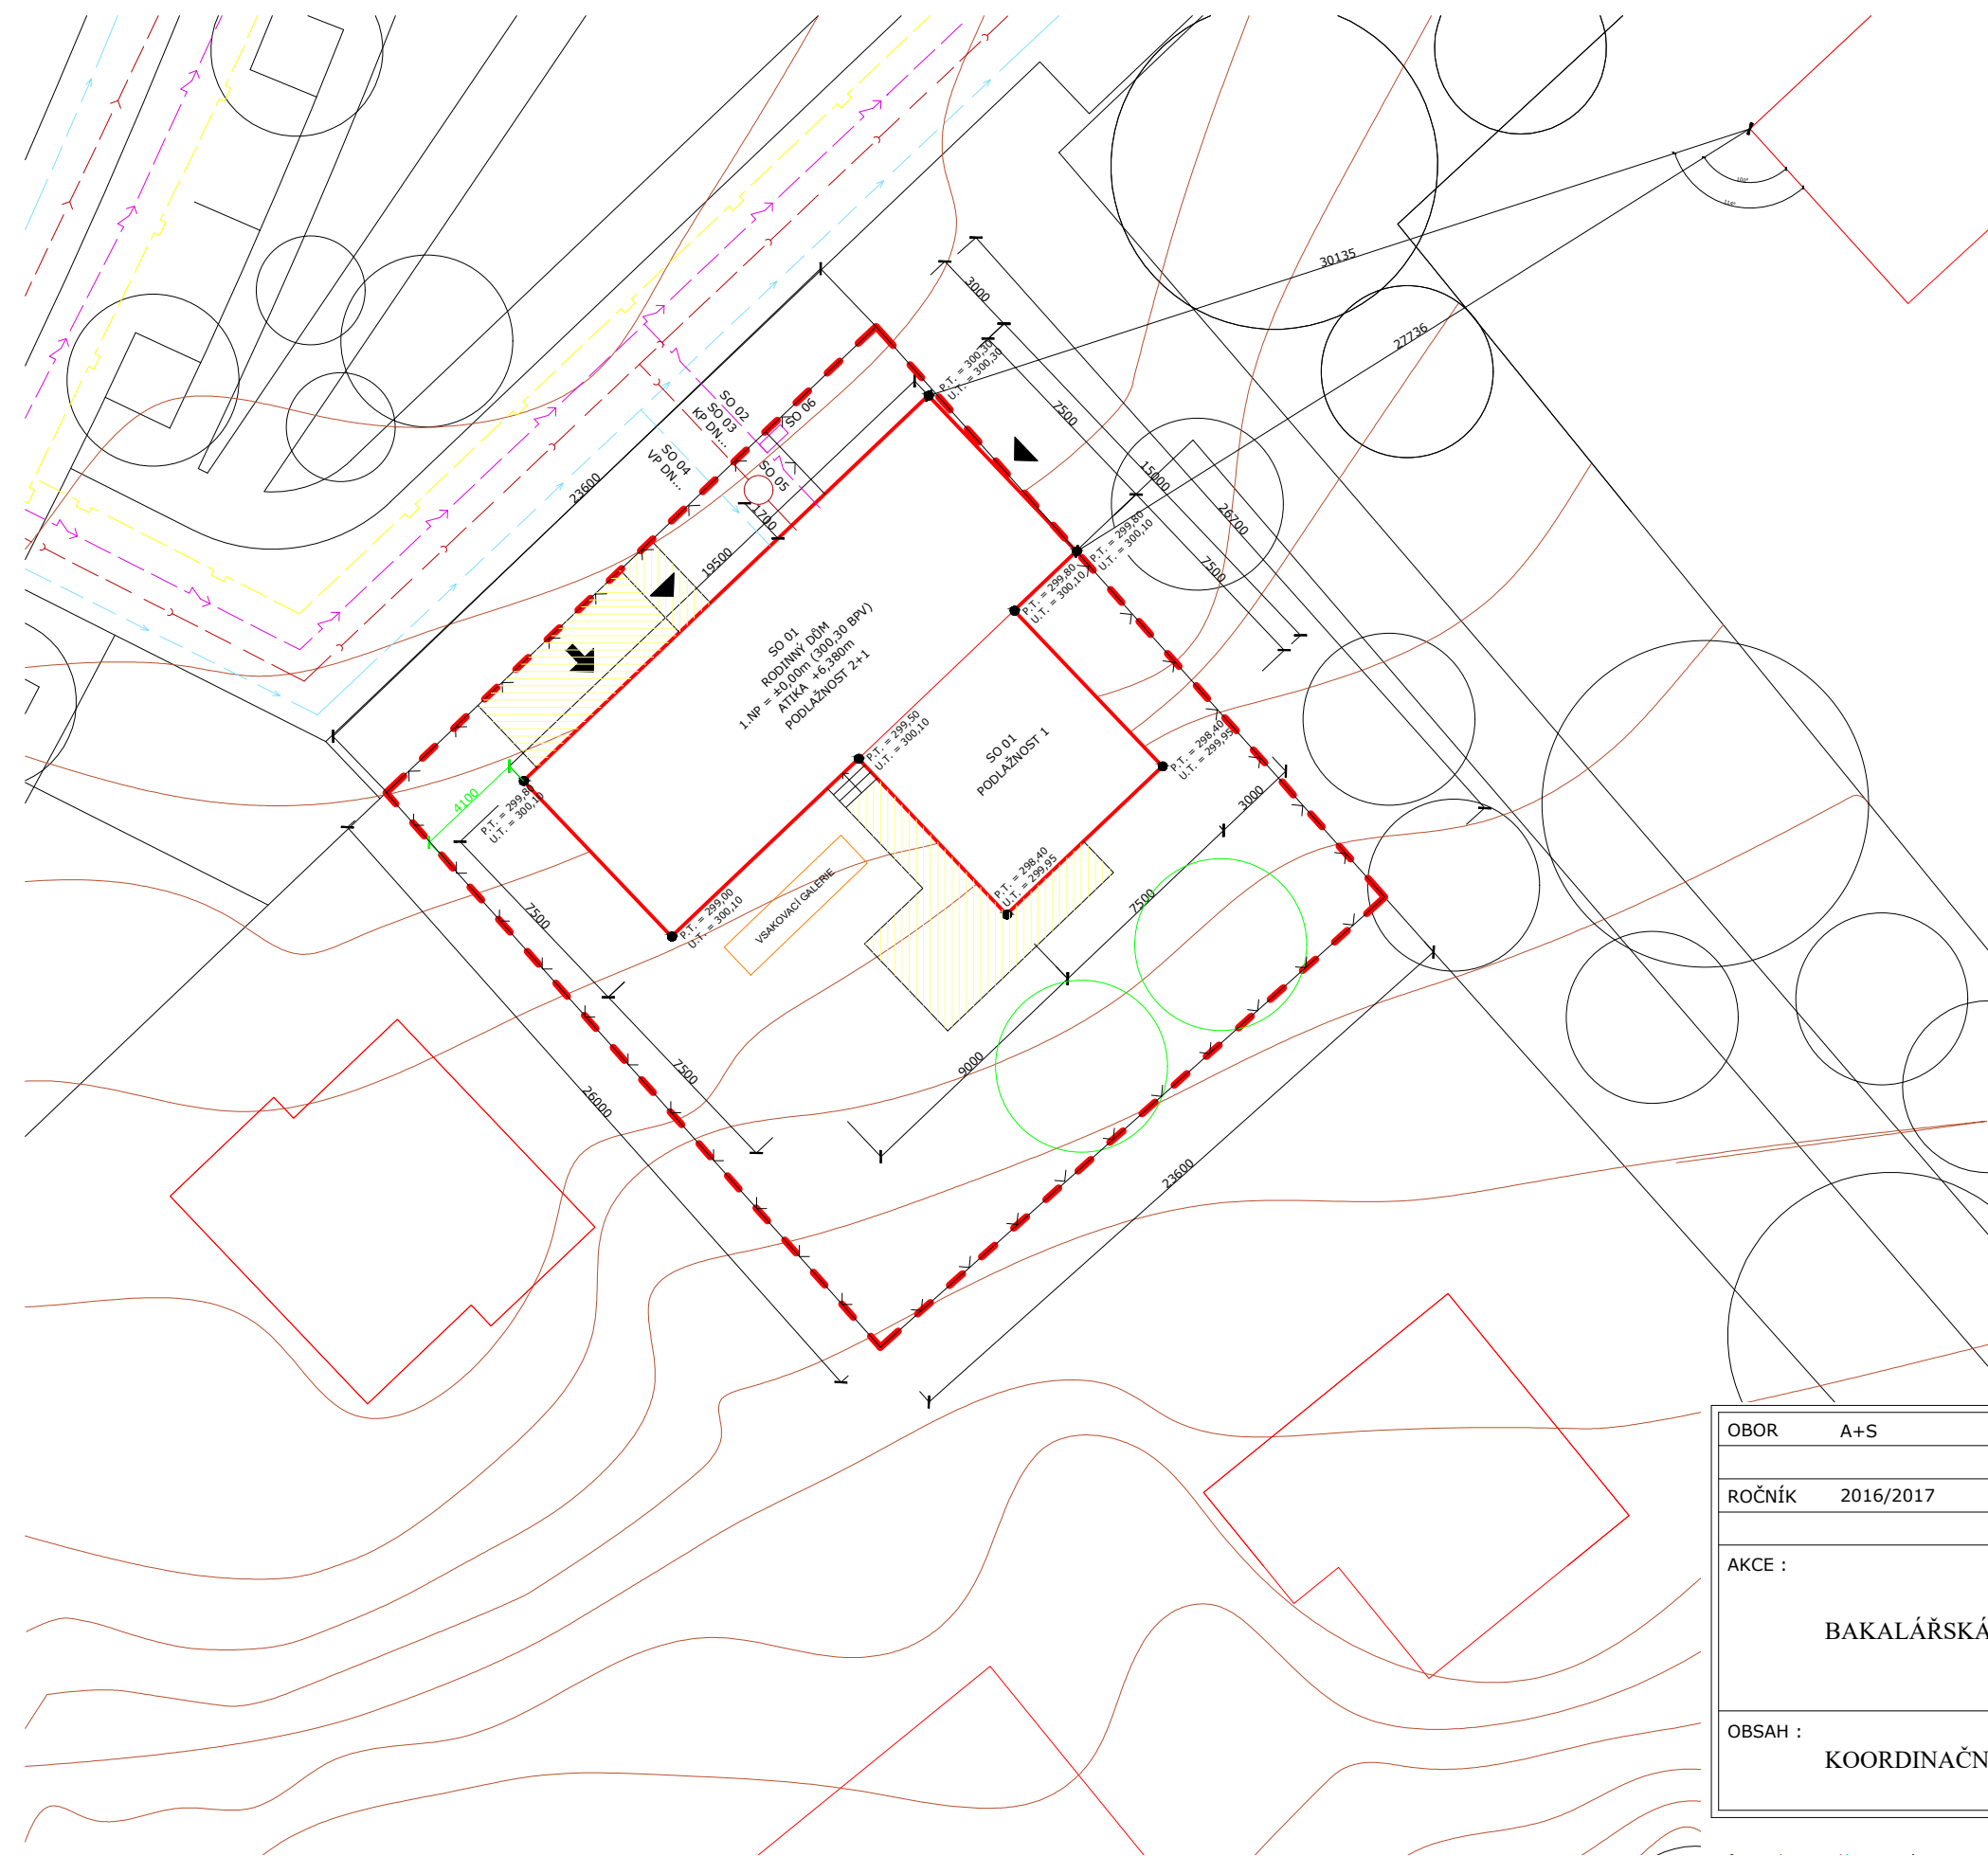 30135
27736
3000
P.T. = 300,30
U.T. = 300,30
7500
15000
26700
7500
23600
SO 02
SO 03
KP DN...
SO 06
SO 04
VP DN...
SO 05
1700
19500
P.T. = 299,80
U.T. = 300,10
P.T. = 299,80
U.T. = 300,10
SO 01
RODINNÝ DŮM
1.NP = ±0,00m (300,30 BPV)
ATIKA +6,380m
PODLAŽNOST 2+1
P.T. = 299,50
U.T. = 300,10
SO 01
PODLAŽNOST 1
P.T. = 298,40
U.T. = 299,95
4100
P.T. = 299,80
U.T. = 300,10
3000
P.T. = 298,40
U.T. = 299,95
VSAKOVACÍ GALERIE
7500
P.T. = 299,00
U.T. = 300,10
7500
7500
26000
9000
23600
OBOR A+S
ROČNÍK 2016/2017
AKCE :
BAKALÁŘSKÁ
OBSAH :
KOORDINAČN